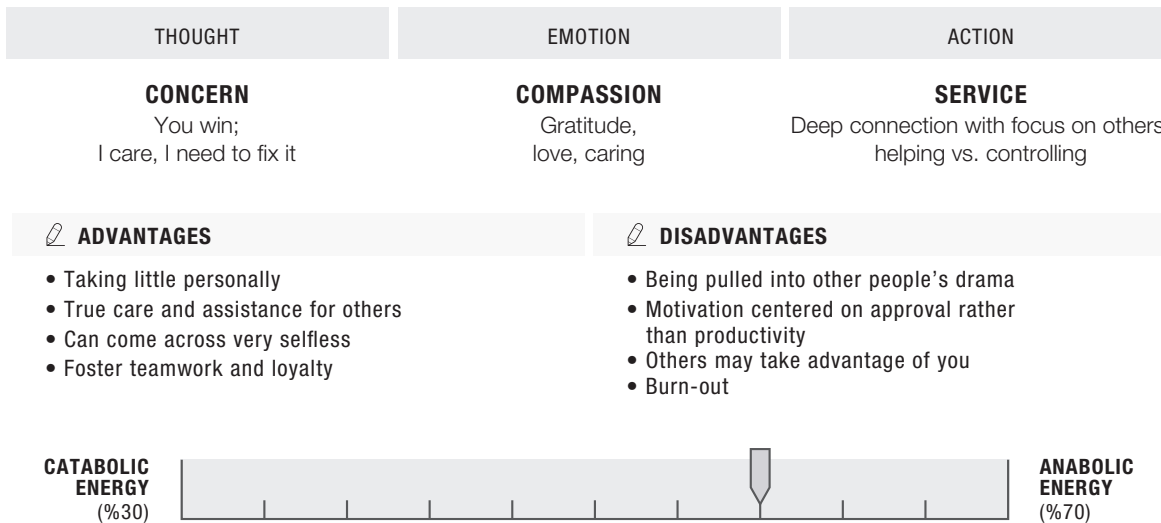 THOUGHT
EMOTION
ACTION
CONCERN
You win;
I care, I need to fix it
COMPASSION
Gratitude,
love, caring
SERVICE
Deep connection with focus on others
helping vs. controlling
ADVANTAGES
• Taking little personally
• True care and assistance for others
• Can come across very selfless
• Foster teamwork and loyalty
DISADVANTAGES
• Being pulled into other people’s drama
• Motivation centered on approval rather
than productivity
• Others may take advantage of you
• Burn-out
CATABOLIC
ENERGY
(%30)
ANABOLIC
ENERGY
(%70)